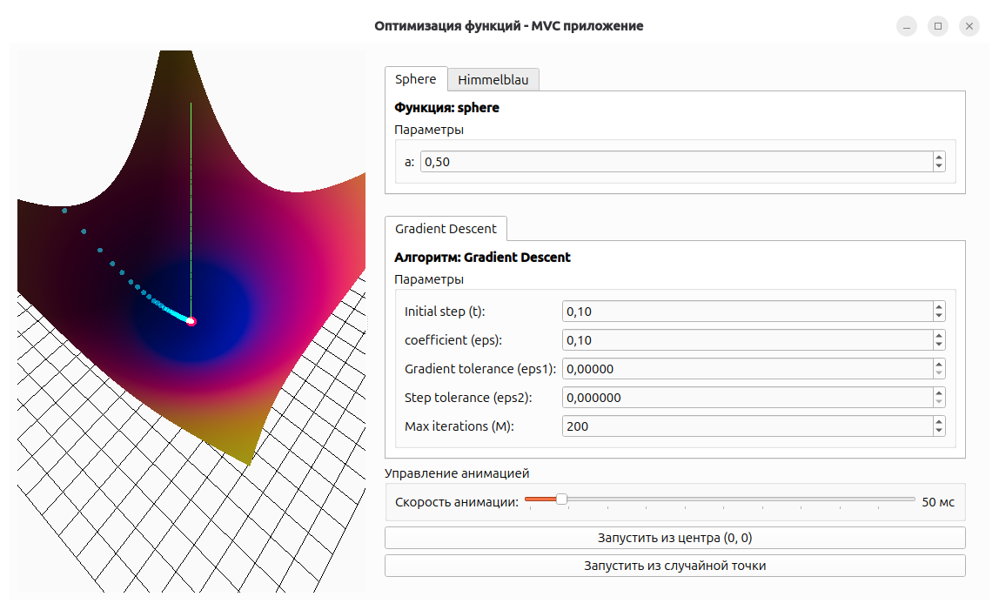 Оптимизация функций - MVC приложение
Sphere Himmelblau
Функция: sphere
Параметры
a: 0,50
Gradient Descent
Алгоритм: Gradient Descent
Параметры
Initial step (t): 0,10
coefficient (eps): 0,10
Gradient tolerance (eps1): 0,00000
Step tolerance (eps2): 0,000000
Max iterations (M): 200
Управление анимацией
Скорость анимации: 50 мс
Запустить из центра (0, 0)
Запустить из случайной точки